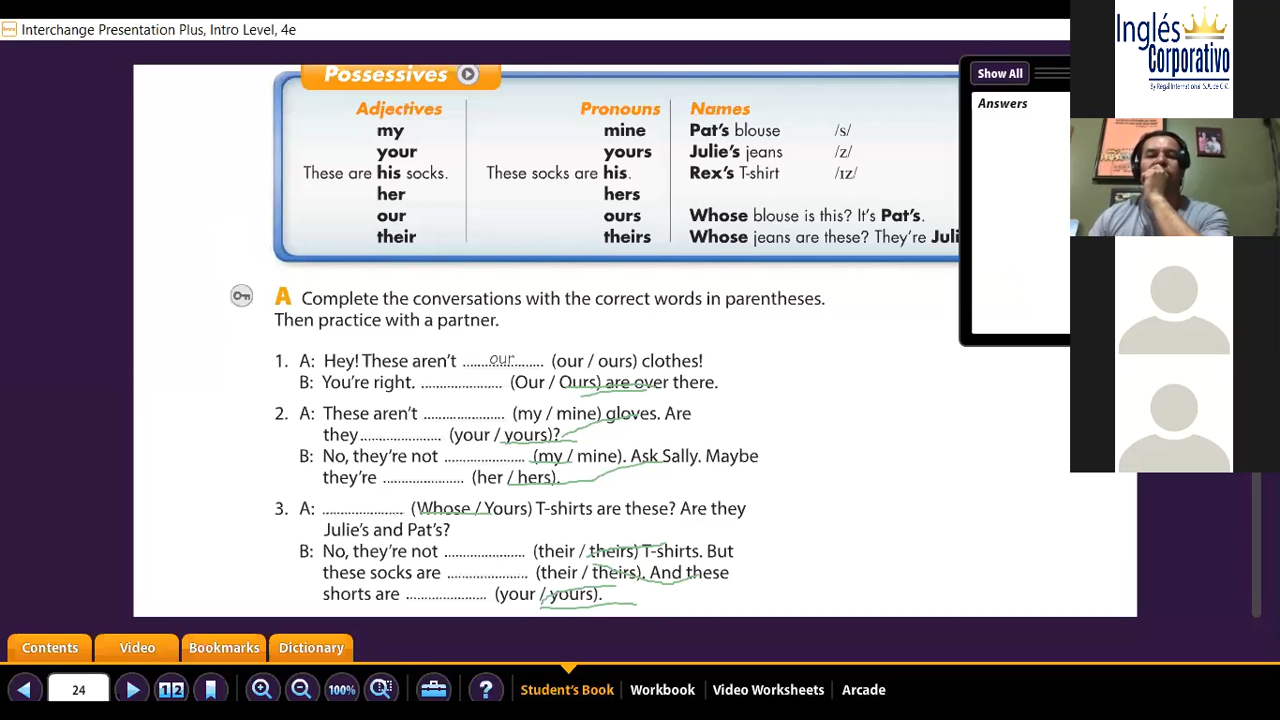 Interchange Presentation Plus, Intro Level, 4e
Inglés
Corporativo
By Regal International S.A. de C.V.
Possessives
Show All
Answers
Adjectives Pronouns Names
my mine Pat's blouse /s/
your yours Julie's jeans /z/
These are his socks. These socks are his. Rex's T-shirt /ɪz/
her hers
our ours Whose blouse is this? It's Pat's.
their theirs Whose jeans are these? They're Juli
A Complete the conversations with the correct words in parentheses.
Then practice with a partner.
1. A: Hey! These aren't ....our.... (our / ours) clothes!
B: You're right. .................... (Our / Ours) are over there.
2. A: These aren't .................... (my / mine) gloves. Are
they .................... (your / yours)?
B: No, they're not .................... (my / mine). Ask Sally. Maybe
they're .................... (her / hers).
3. A: .................... (Whose / Yours) T-shirts are these? Are they
Julie's and Pat's?
B: No, they're not .................... (their / theirs) T-shirts. But
these socks are .................... (their / theirs). And these
shorts are .................... (your / yours).
Contents Video Bookmarks Dictionary
24 12 100% ? Student's Book Workbook Video Worksheets Arcade